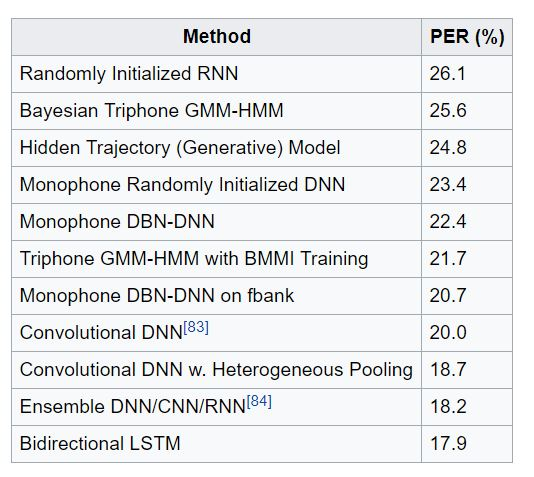 Method PER (%)
Randomly Initialized RNN 26.1
Bayesian Triphone GMM-HMM 25.6
Hidden Trajectory (Generative) Model 24.8
Monophone Randomly Initialized DNN 23.4
Monophone DBN-DNN 22.4
Triphone GMM-HMM with BMMI Training 21.7
Monophone DBN-DNN on fbank 20.7
Convolutional DNN[83] 20.0
Convolutional DNN w. Heterogeneous Pooling 18.7
Ensemble DNN/CNN/RNN[84] 18.2
Bidirectional LSTM 17.9